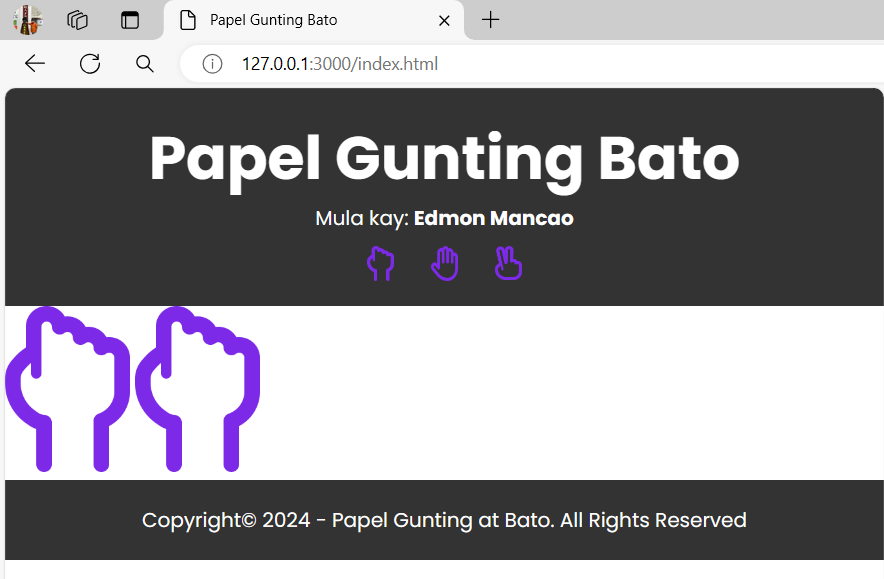 Papel Gunting Bato
127.0.0.1:3000/index.html
Papel Gunting Bato
Mula kay: Edmon Mancao
Copyright© 2024 - Papel Gunting at Bato. All Rights Reserved